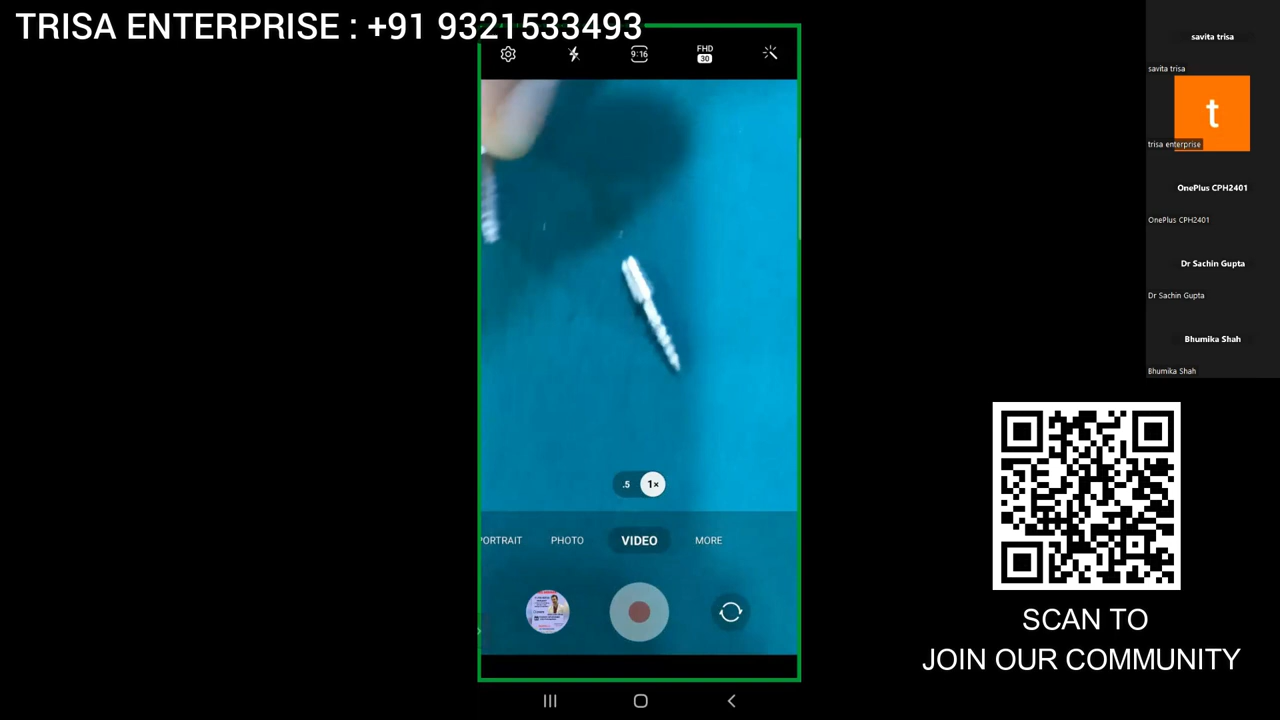 TRISA ENTERPRISE : +91 9321533493
9:16
FHD
30
.5
1×
PORTRAIT
PHOTO
VIDEO
MORE
savita trisa
savita trisa
t
trisa enterprise
OnePlus CPH2401
OnePlus CPH2401
Dr Sachin Gupta
Dr Sachin Gupta
Bhumika Shah
Bhumika Shah
SCAN TO
JOIN OUR COMMUNITY